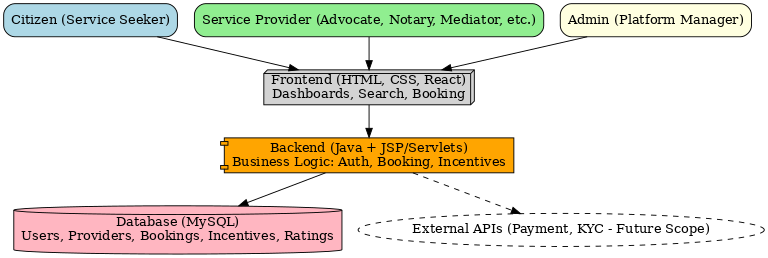 Citizen (Service Seeker)
Service Provider (Advocate, Notary, Mediator, etc.)
Admin (Platform Manager)
Frontend (HTML, CSS, React)
Dashboards, Search, Booking
Backend (Java + JSP/Servlets)
Business Logic: Auth, Booking, Incentives
Database (MySQL)
Users, Providers, Bookings, Incentives, Ratings
External APIs (Payment, KYC - Future Scope)